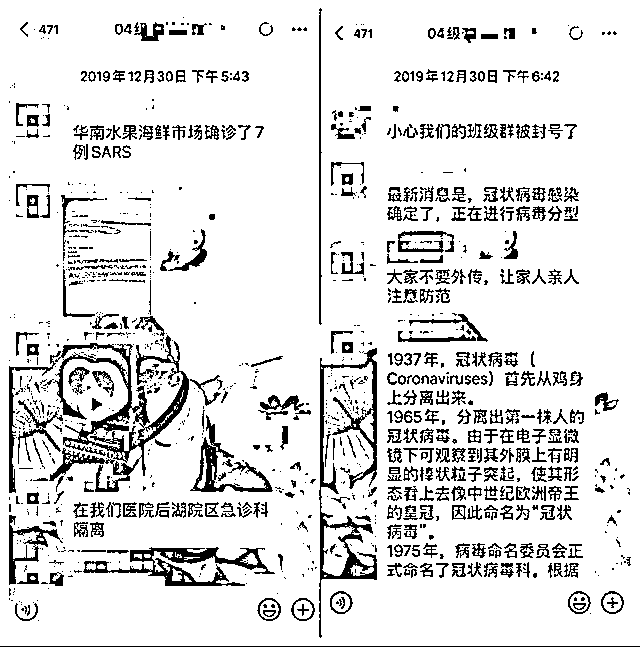 471
04级
2019年12月30日 下午5:43
华南水果海鲜市场确诊了7
例SARS
在我们医院后湖院区急诊科
隔离
471
04级
2019年12月30日 下午6:42
小心我们的班级群被封号了
最新消息是，冠状病毒感染
确定了，正在进行病毒分型
大家不要外传，让家人亲人
注意防范
1937年，冠状病毒（
Coronaviruses）首先从鸡身
上分离出来。
1965年，分离出第一株人的
冠状病毒。由于在电子显微
镜下可观察到其外膜上有明
显的棒状粒子突起，使其形
态看上去像中世纪欧洲帝王
的皇冠，因此命名为“冠状
病毒”。
1975年，病毒命名委员会正
式命名了冠状病毒科。根据